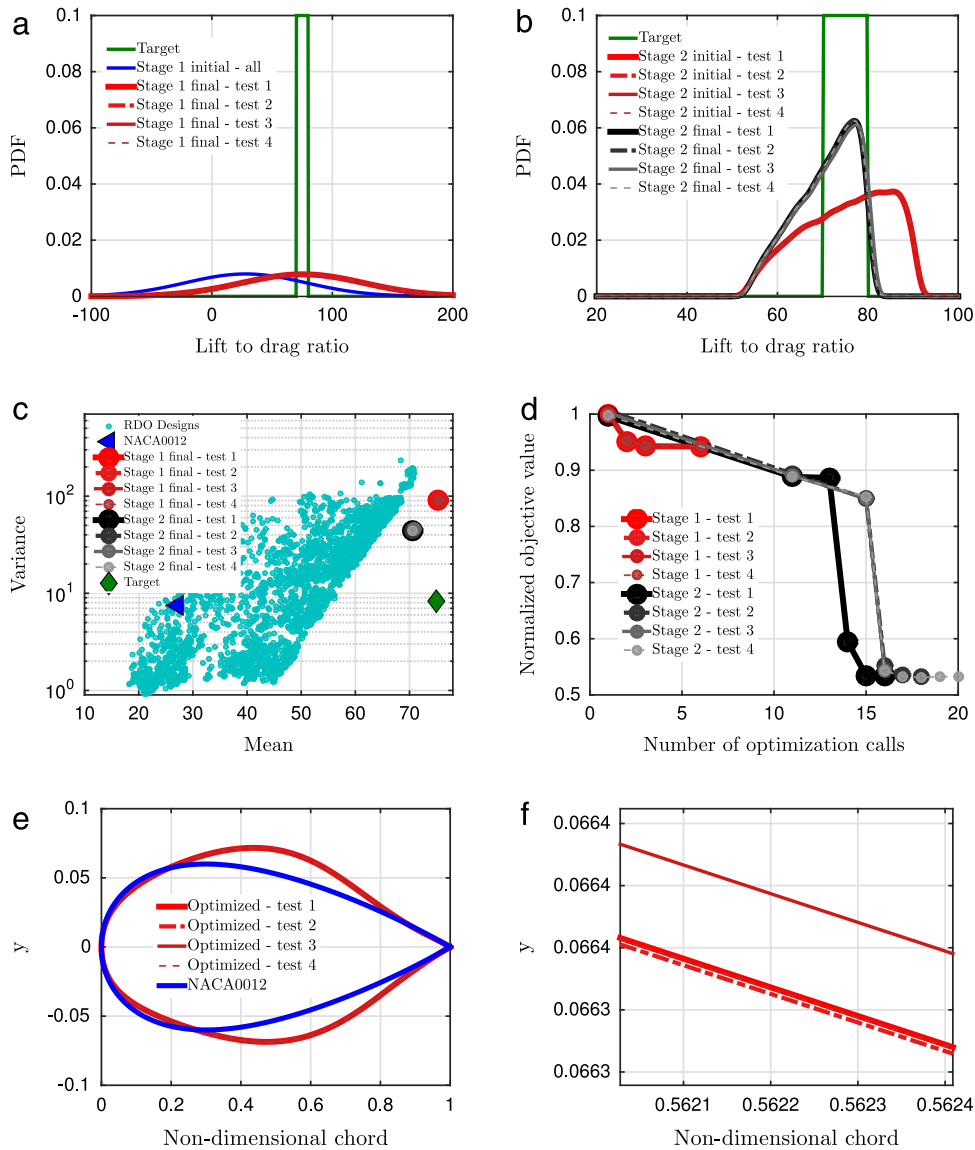 a
0.1
0.08
0.06
0.04
0.02
0
PDF
Target
Stage 1 initial - all
Stage 1 final - test 1
Stage 1 final - test 2
Stage 1 final - test 3
Stage 1 final - test 4
-100 0 100 200
Lift to drag ratio
b
0.1
0.08
0.06
0.04
0.02
0
PDF
Target
Stage 2 initial - test 1
Stage 2 initial - test 2
Stage 2 initial - test 3
Stage 2 initial - test 4
Stage 2 final - test 1
Stage 2 final - test 2
Stage 2 final - test 3
Stage 2 final - test 4
20 40 60 80 100
Lift to drag ratio
c
10^2
10^1
10^0
Variance
RDO Designs
NACA0012
Stage 1 final - test 1
Stage 1 final - test 2
Stage 1 final - test 3
Stage 1 final - test 4
Stage 2 final - test 1
Stage 2 final - test 2
Stage 2 final - test 3
Stage 2 final - test 4
Target
10 20 30 40 50 60 70
Mean
d
1
0.9
0.8
0.7
0.6
0.5
Normalized objective value
Stage 1 - test 1
Stage 1 - test 2
Stage 1 - test 3
Stage 1 - test 4
Stage 2 - test 1
Stage 2 - test 2
Stage 2 - test 3
Stage 2 - test 4
0 5 10 15 20
Number of optimization calls
e
0.1
0.05
0
-0.05
-0.1
y
Optimized - test 1
Optimized - test 2
Optimized - test 3
Optimized - test 4
NACA0012
0 0.2 0.4 0.6 0.8 1
Non-dimensional chord
f
0.0664
0.0664
0.0664
0.0663
0.0663
y
0.5621 0.5622 0.5623 0.5624
Non-dimensional chord